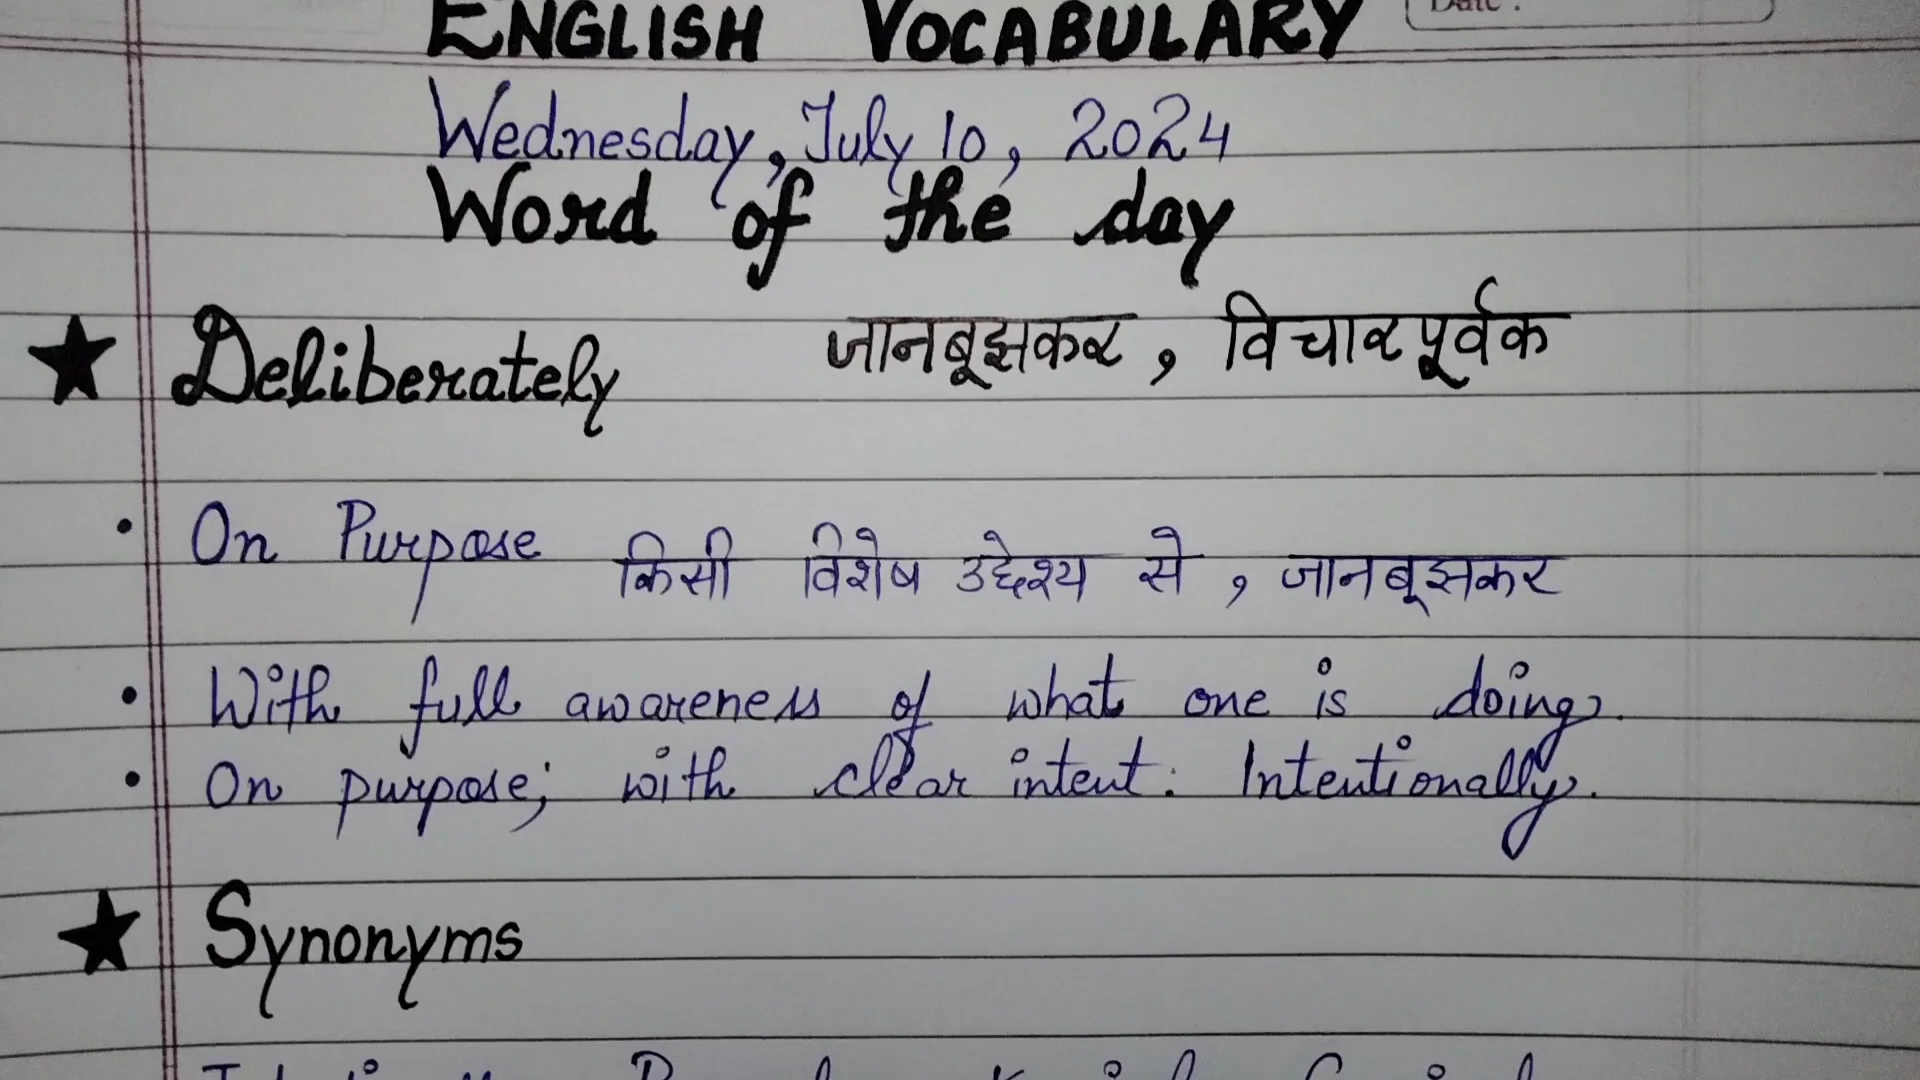 Date :
ENGLISH VOCABULARY
Wednesday, July 10, 2024
Word of the day
★ Deliberately जानबूझकर, विचारपूर्वक
• On Purpose किसी विशेष उद्देश्य से, जानबूझकर
• With full awareness of what one is doing.
• On purpose; with clear intent: Intentionally.
★ Synonyms